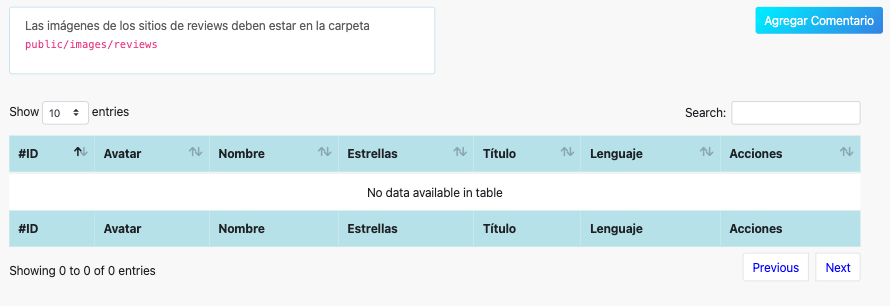 Las imágenes de los sitios de reviews deben estar en la carpeta
public/images/reviews
Agregar Comentario
Show 10 entries
Search:
#ID Avatar Nombre Estrellas Título Lenguaje Acciones
No data available in table
#ID Avatar Nombre Estrellas Título Lenguaje Acciones
Showing 0 to 0 of 0 entries
Previous Next